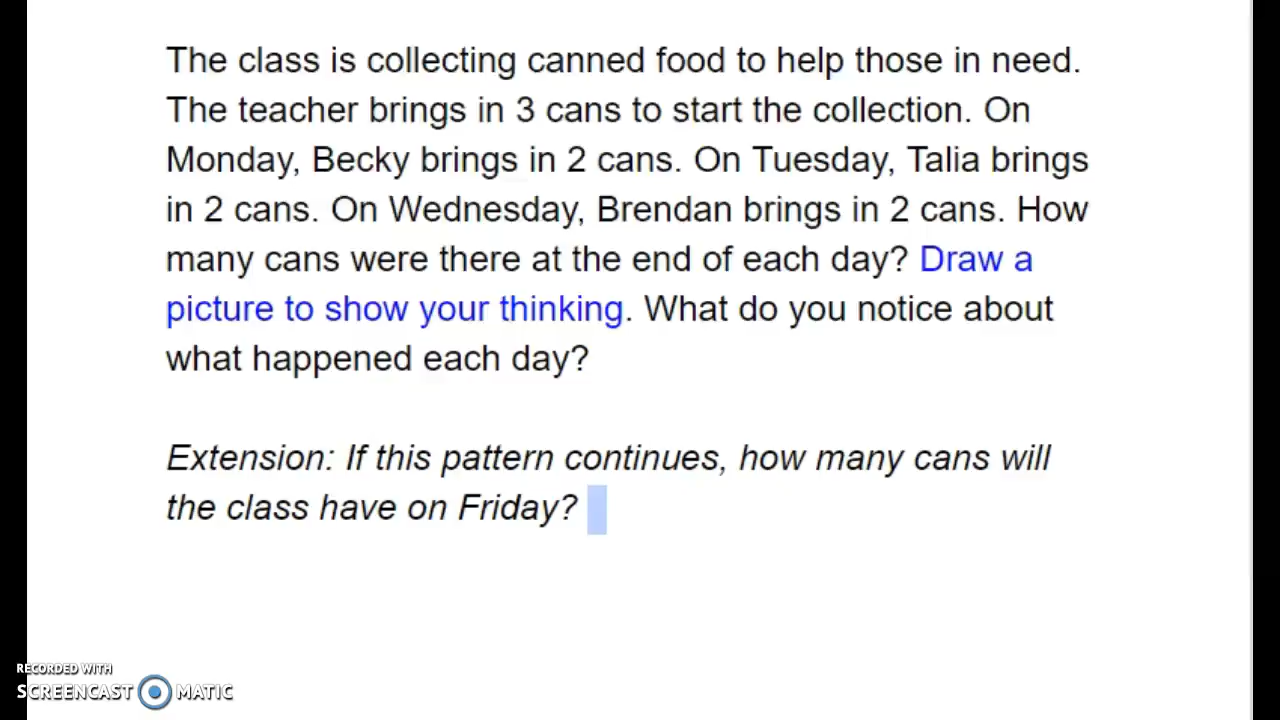 The class is collecting canned food to help those in need.
The teacher brings in 3 cans to start the collection. On
Monday, Becky brings in 2 cans. On Tuesday, Talia brings
in 2 cans. On Wednesday, Brendan brings in 2 cans. How
many cans were there at the end of each day? Draw a
picture to show your thinking. What do you notice about
what happened each day?
Extension: If this pattern continues, how many cans will
the class have on Friday?
RECORDED WITH
SCREENCAST MATIC